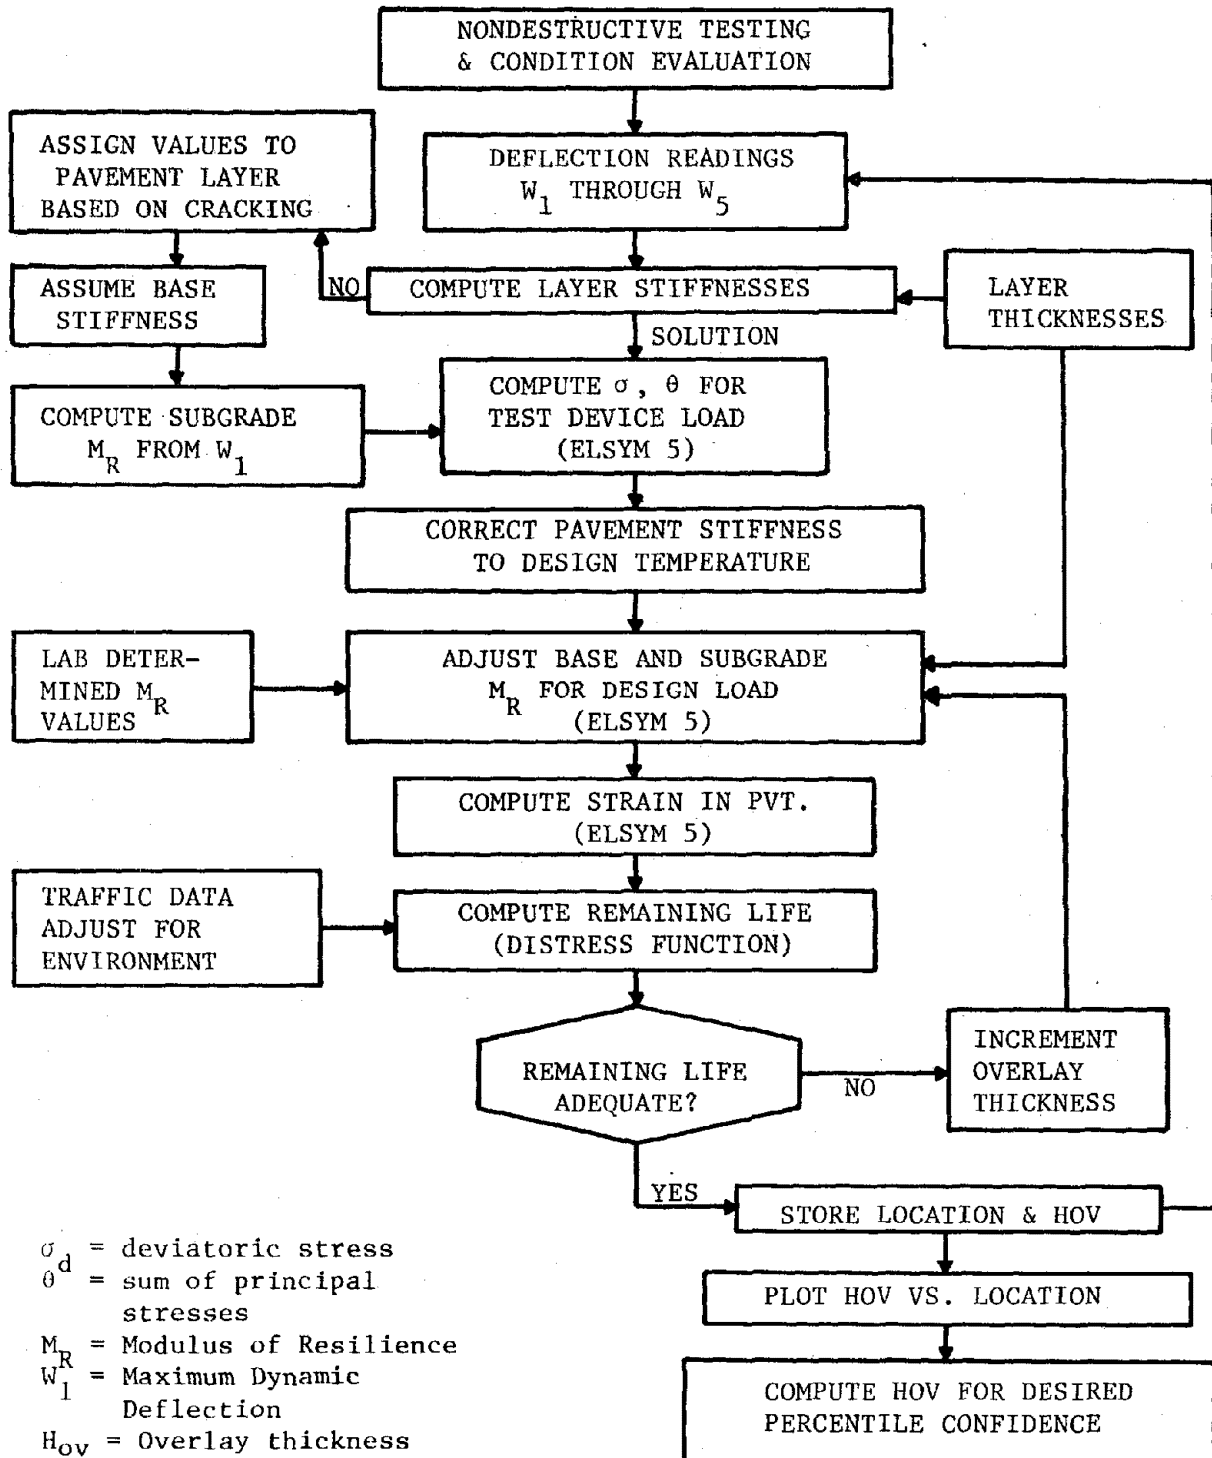 NONDESTRUCTIVE TESTING
& CONDITION EVALUATION
ASSIGN VALUES TO
PAVEMENT LAYER
BASED ON CRACKING
DEFLECTION READINGS
W1 THROUGH W5
ASSUME BASE
STIFFNESS
NO
COMPUTE LAYER STIFFNESSES
LAYER
THICKNESSES
SOLUTION
COMPUTE SUBGRADE
MR FROM W1
COMPUTE σ, θ FOR
TEST DEVICE LOAD
(ELSYM 5)
CORRECT PAVEMENT STIFFNESS
TO DESIGN TEMPERATURE
LAB DETER-
MINED MR
VALUES
ADJUST BASE AND SUBGRADE
MR FOR DESIGN LOAD
(ELSYM 5)
COMPUTE STRAIN IN PVT.
(ELSYM 5)
TRAFFIC DATA
ADJUST FOR
ENVIRONMENT
COMPUTE REMAINING LIFE
(DISTRESS FUNCTION)
REMAINING LIFE
ADEQUATE?
NO
INCREMENT
OVERLAY
THICKNESS
YES
STORE LOCATION & HOV
PLOT HOV VS. LOCATION
COMPUTE HOV FOR DESIRED
PERCENTILE CONFIDENCE
σd = deviatoric stress
θ = sum of principal
stresses
MR = Modulus of Resilience
W1 = Maximum Dynamic
Deflection
Hov = Overlay thickness